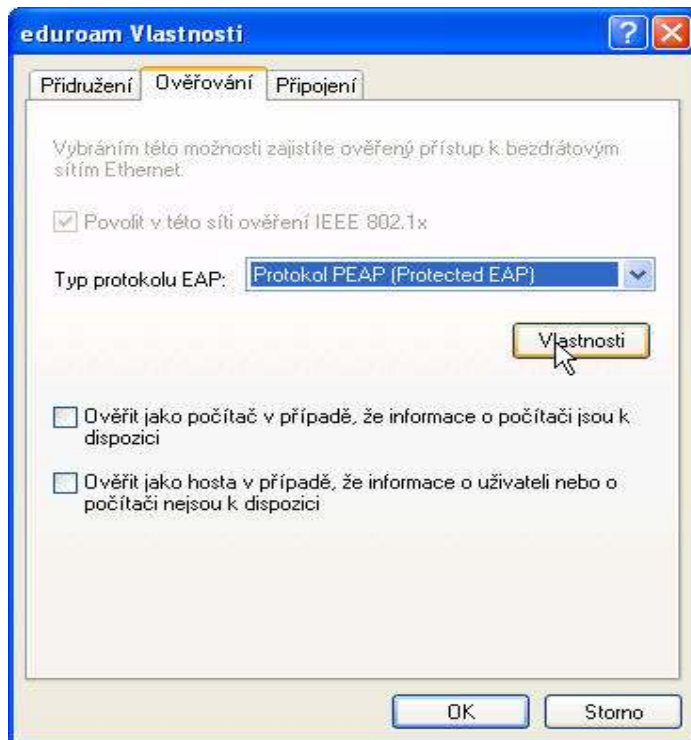 eduroam Vlastnosti
Přidružení Ověřování Připojení
Vybráním této možnosti zajistíte ověřený přístup k bezdrátovým
sítím Ethernet.
Povolit v této síti ověření IEEE 802.1x
Typ protokolu EAP: Protokol PEAP (Protected EAP)
Vlastnosti
Ověřit jako počítač v případě, že informace o počítači jsou k
dispozici
Ověřit jako hosta v případě, že informace o uživateli nebo o
počítači nejsou k dispozici
OK Storno